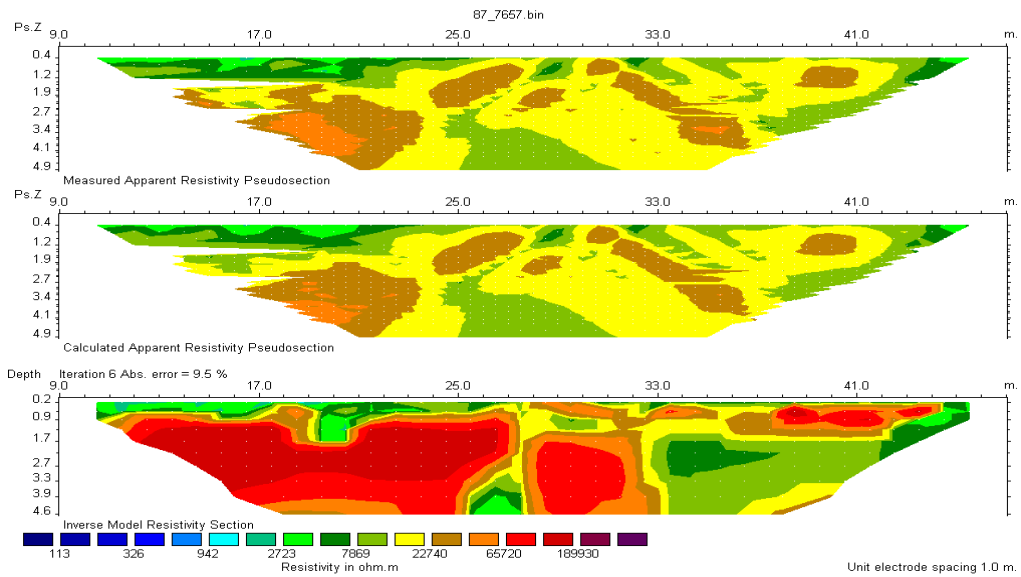 87_7657.bin
Ps.Z
9.0 17.0 25.0 33.0 41.0 m.
0.4
1.2
1.9
2.7
3.4
4.1
4.9
Measured Apparent Resistivity Pseudosection
Ps.Z
9.0 17.0 25.0 33.0 41.0 m.
0.4
1.2
1.9
2.7
3.4
4.1
4.9
Calculated Apparent Resistivity Pseudosection
Depth Iteration 6 Abs. error = 9.5 %
9.0 17.0 25.0 33.0 41.0 m.
0.2
0.9
1.7
2.7
3.3
3.9
4.6
Inverse Model Resistivity Section
113 326 942 2723 7869 22740 65720 189930
Resistivity in ohm.m Unit electrode spacing 1.0 m.